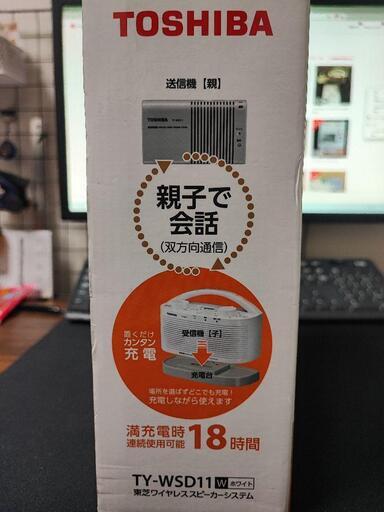 TOSHIBA
送信機【親】
TOSHIBA
親子で
会話
(双方向通信)
置くだけ
カンタン
充電
受信機【子】
充電台
場所を選ばずどこでも充電!
充電しながら使えます
満充電時
連続使用可能 18時間
TY-WSD11 W ホワイト
東芝ワイヤレススピーカーシステム